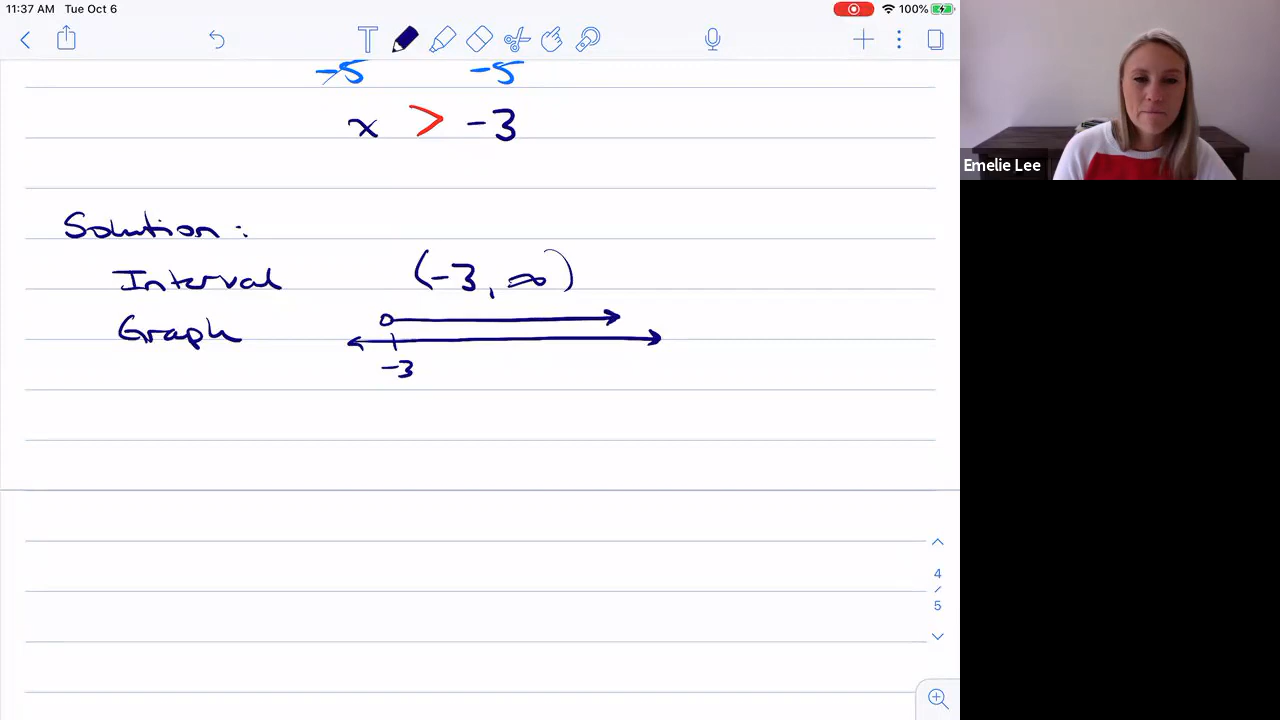 11:37 AM Tue Oct 6
100%
T
-5 -5
x > -3
Solution:
Interval (-3, ∞)
Graph
-3
4
/
5
Emelie Lee